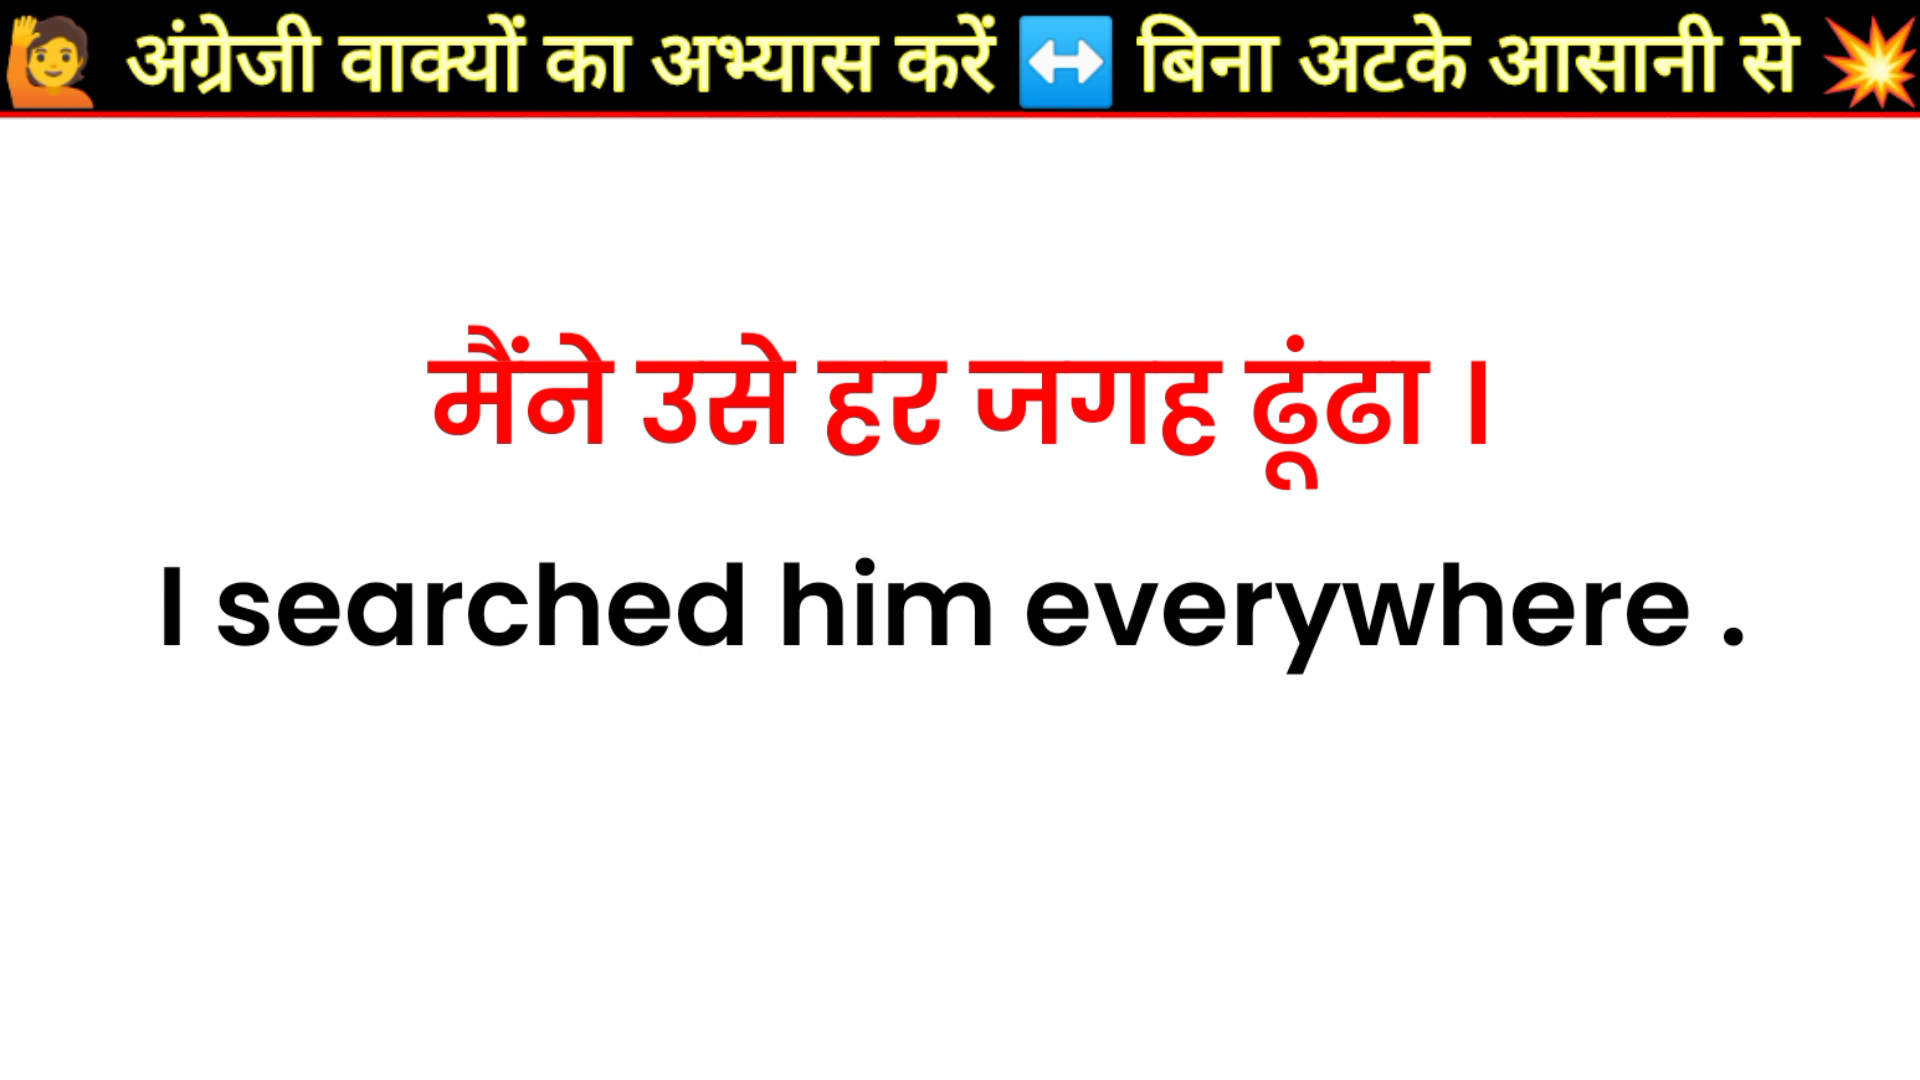 🙋 अंग्रेजी वाक्यों का अभ्यास करें ↔️ बिना अटके आसानी से 💥
मैंने उसे हर जगह ढूंढा ।
I searched him everywhere .